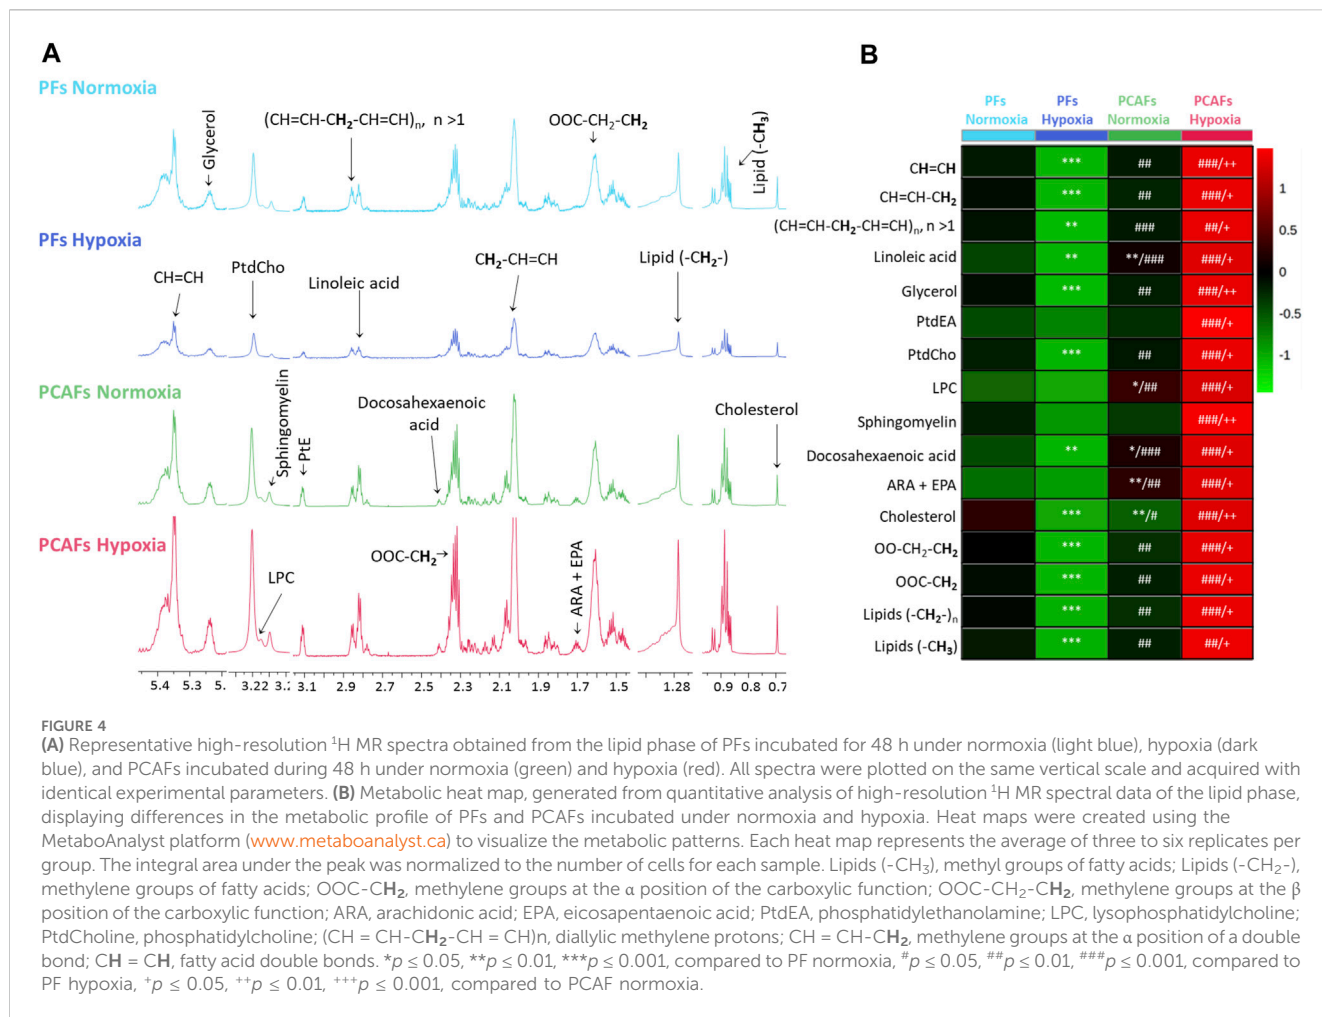 A
PFs Normoxia
Glycerol
(CH=CH-CH₂-CH=CH)ₙ, n >1
OOC-CH₂-CH₂
Lipid (-CH₃)
PFs Hypoxia
CH=CH
PtdCho
Linoleic acid
CH₂-CH=CH
Lipid (-CH₂-)
PCAFs Normoxia
Sphingomyelin
PtE
Docosahexaenoic
acid
Cholesterol
PCAFs Hypoxia
LPC
OOC-CH₂
ARA + EPA
5.4 5.3 5. 3.22 3.2 3.1 2.9 2.7 2.5 2.3 2.1 1.9 1.7 1.5 1.28 0.9 0.8 0.7
B
PFs Normoxia
PFs Hypoxia
PCAFs Normoxia
PCAFs Hypoxia
CH=CH *** ## ###/++
CH=CH-CH₂ *** ## ###/+
(CH=CH-CH₂-CH=CH)ₙ, n >1 ** ### ##/+
Linoleic acid ** **/### ###/+
Glycerol *** ## ###/++
PtdEA ###/+
PtdCho *** ## ###/+
LPC */## ###/+
Sphingomyelin ###/++
Docosahexaenoic acid ** */### ###/+
ARA + EPA **/## ###/+
Cholesterol *** **/# ###/++
OO-CH₂-CH₂ *** ## ###/+
OOC-CH₂ *** ## ###/+
Lipids (-CH₂-)ₙ *** ## ###/+
Lipids (-CH₃) *** ## ##/+
1
0.5
0
-0.5
-1
FIGURE 4
(A) Representative high-resolution ¹H MR spectra obtained from the lipid phase of PFs incubated for 48 h under normoxia (light blue), hypoxia (dark
blue), and PCAFs incubated during 48 h under normoxia (green) and hypoxia (red). All spectra were plotted on the same vertical scale and acquired with
identical experimental parameters. (B) Metabolic heat map, generated from quantitative analysis of high-resolution ¹H MR spectral data of the lipid phase,
displaying differences in the metabolic profile of PFs and PCAFs incubated under normoxia and hypoxia. Heat maps were created using the
MetaboAnalyst platform (www.metaboanalyst.ca) to visualize the metabolic patterns. Each heat map represents the average of three to six replicates per
group. The integral area under the peak was normalized to the number of cells for each sample. Lipids (-CH₃), methyl groups of fatty acids; Lipids (-CH₂-),
methylene groups of fatty acids; OOC-CH₂, methylene groups at the α position of the carboxylic function; OOC-CH₂-CH₂, methylene groups at the β
position of the carboxylic function; ARA, arachidonic acid; EPA, eicosapentaenoic acid; PtdEA, phosphatidylethanolamine; LPC, lysophosphatidylcholine;
PtdCholine, phosphatidylcholine; (CH = CH-CH₂-CH = CH)n, diallylic methylene protons; CH = CH-CH₂, methylene groups at the α position of a double
bond; CH = CH, fatty acid double bonds. *p ≤ 0.05, **p ≤ 0.01, ***p ≤ 0.001, compared to PF normoxia, #p ≤ 0.05, ##p ≤ 0.01, ###p ≤ 0.001, compared to
PF hypoxia, +p ≤ 0.05, ++p ≤ 0.01, +++p ≤ 0.001, compared to PCAF normoxia.